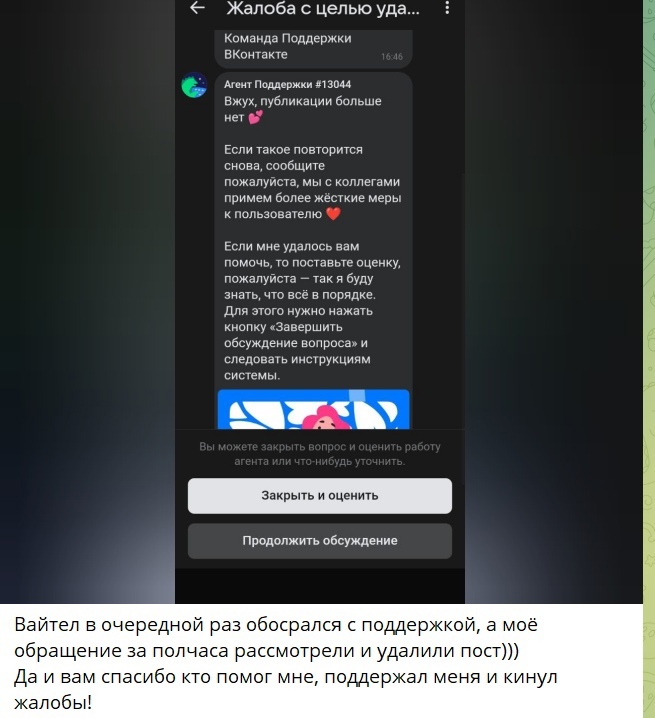 Жалоба с целью уда...
Команда Поддержки
ВКонтакте
16:46
Агент Поддержки #13044
Вжух, публикации больше
нет 💕
Если такое повторится
снова, сообщите
пожалуйста, мы с коллегами
примем более жёсткие меры
к пользователю ❤️
Если мне удалось вам
помочь, то поставьте оценку,
пожалуйста — так я буду
знать, что всё в порядке.
Для этого нужно нажать
кнопку «Завершить
обсуждение вопроса» и
следовать инструкциям
системы.
Вы можете закрыть вопрос и оценить работу
агента или что-нибудь уточнить.
Закрыть и оценить
Продолжить обсуждение
Вайтел в очередной раз обосрался с поддержкой, а моё
обращение за полчаса рассмотрели и удалили пост)))
Да и вам спасибо кто помог мне, поддержал меня и кинул
жалобы!